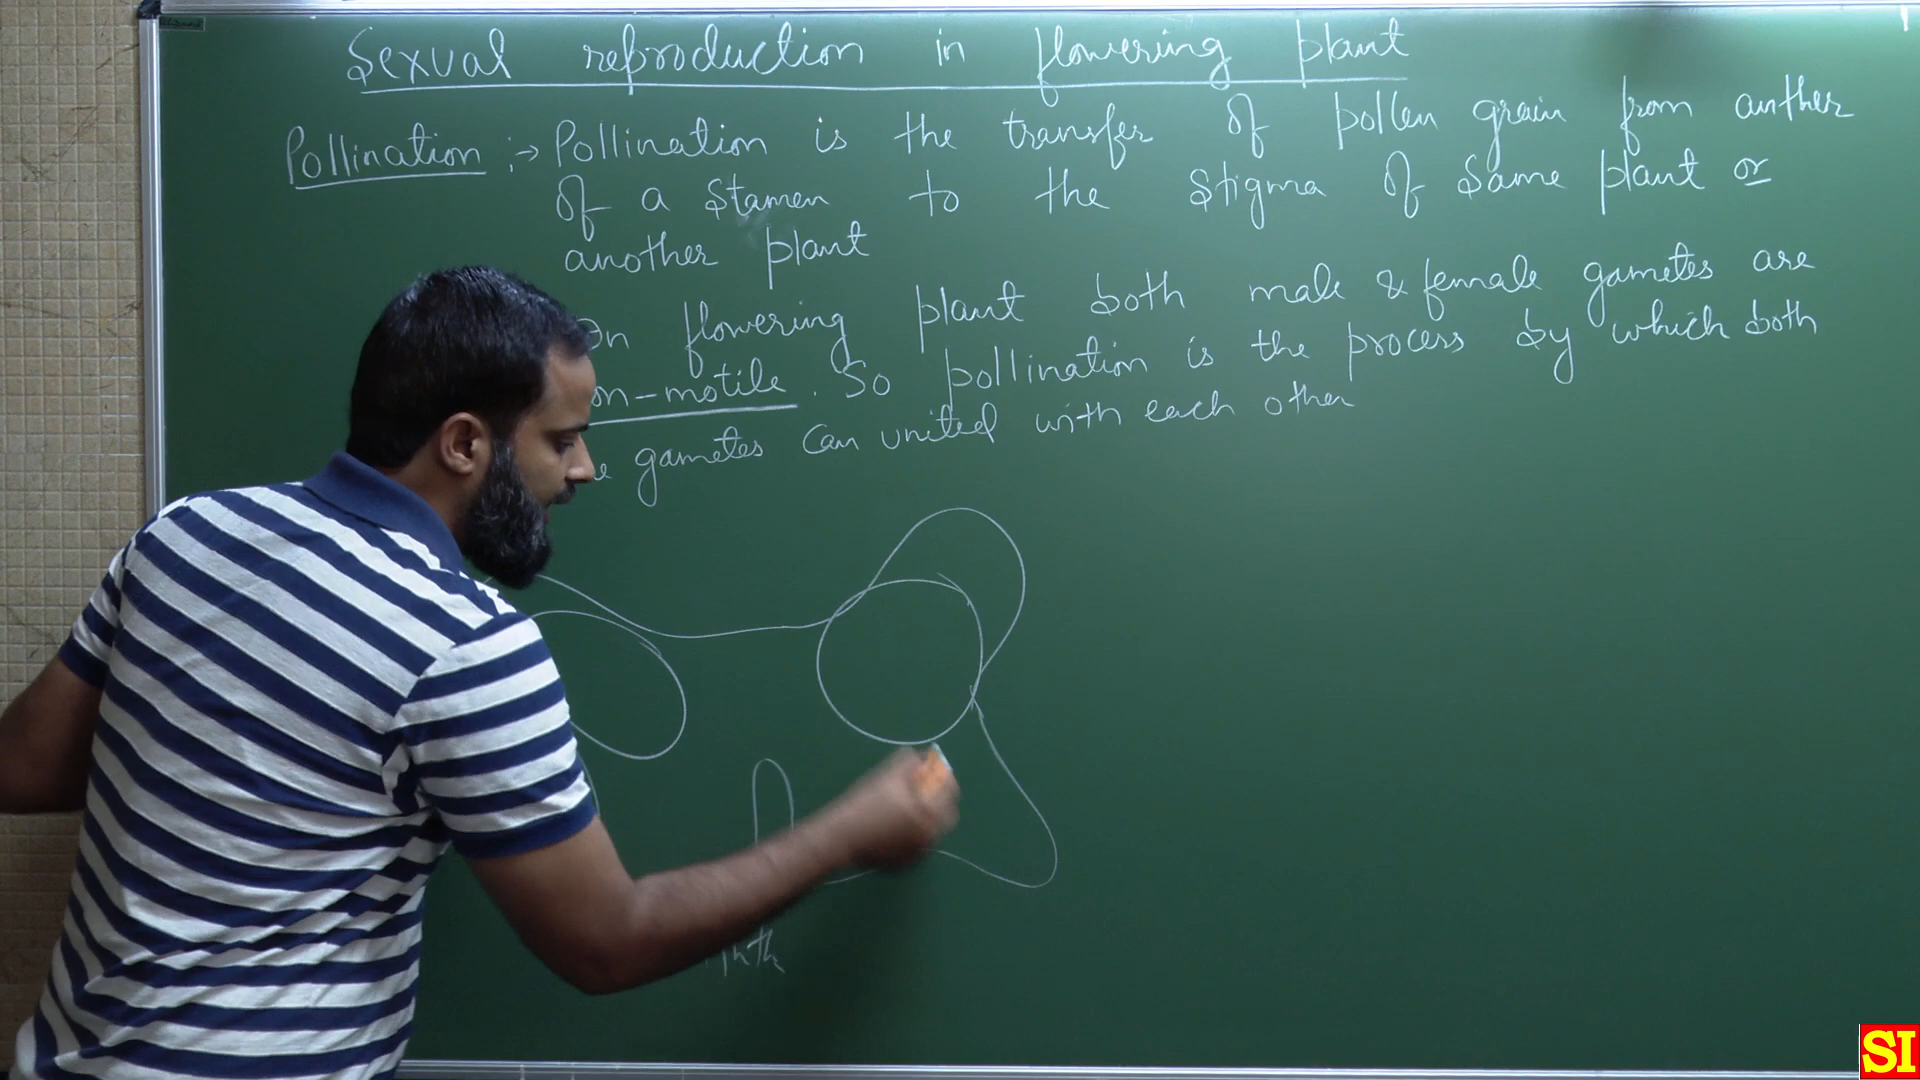 Sexual reproduction in flowering plant
Pollination :→ Pollination is the transfer of pollen grain from anther
of a stamen to the stigma of same plant or
another plant
In flowering plant both male & female gametes are
on-motile. So pollination is the process by which both
gametes can united with each other
SI